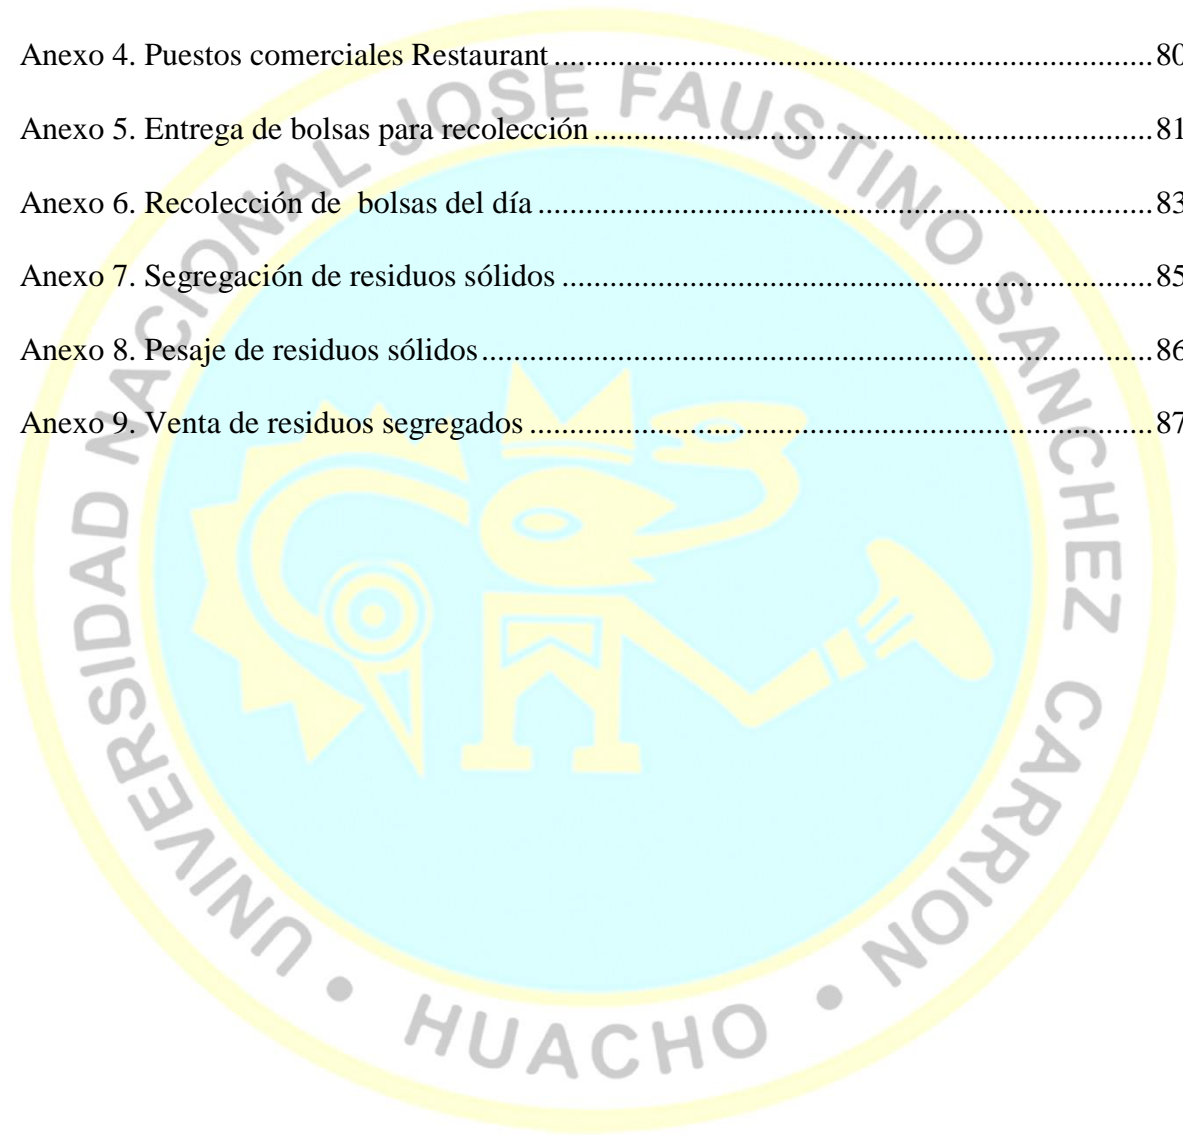 Anexo 4. Puestos comerciales Restaurant ........................................................................... 80
Anexo 5. Entrega de bolsas para recolección ...................................................................... 81
Anexo 6. Recolección de  bolsas del día ............................................................................. 83
Anexo 7. Segregación de residuos sólidos .......................................................................... 85
Anexo 8. Pesaje de residuos sólidos .................................................................................... 86
Anexo 9. Venta de residuos segregados .............................................................................. 87
UNIVERSIDAD NACIONAL JOSE FAUSTINO SANCHEZ CARRION • HUACHO •